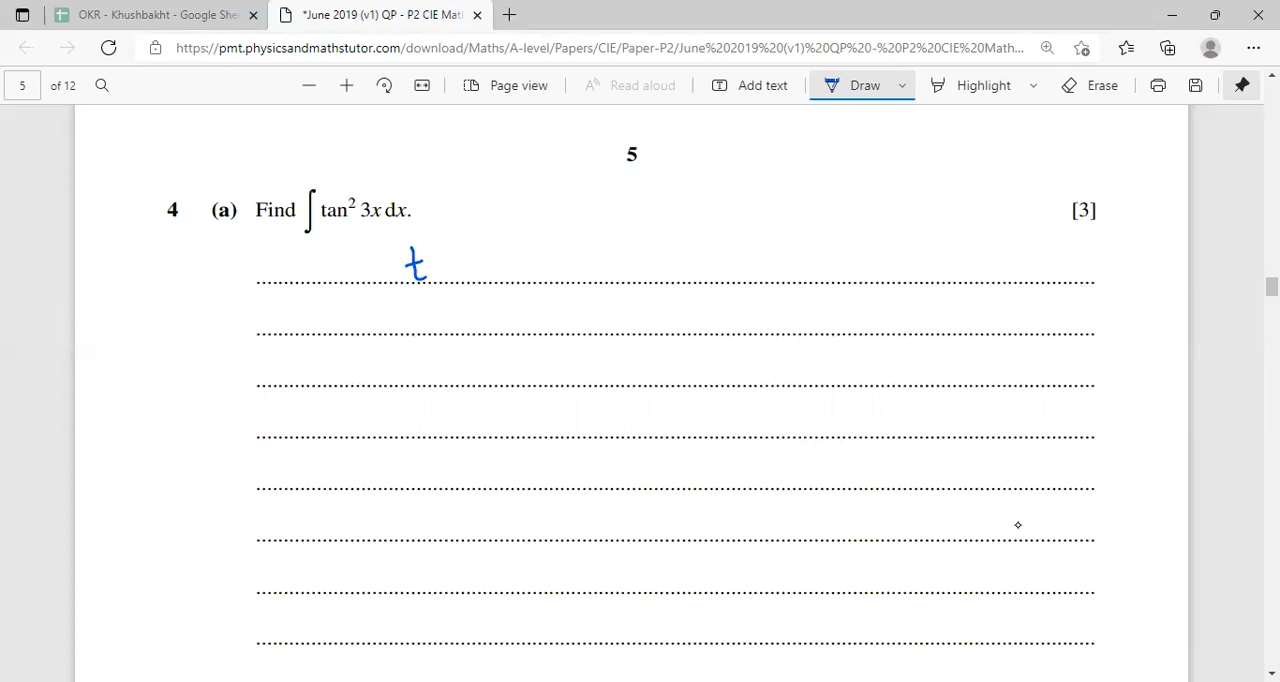 OKR - Khushbakht - Google She
*June 2019 (v1) QP - P2 CIE Mat
https://pmt.physicsandmathstutor.com/download/Maths/A-level/Papers/CIE/Paper-P2/June%202019%20(v1)%20QP%20-%20P2%20CIE%20Math...
5 of 12 Page view Read aloud Add text Draw Highlight Erase
5
4 (a) Find ∫ tan² 3x dx. [3]
t